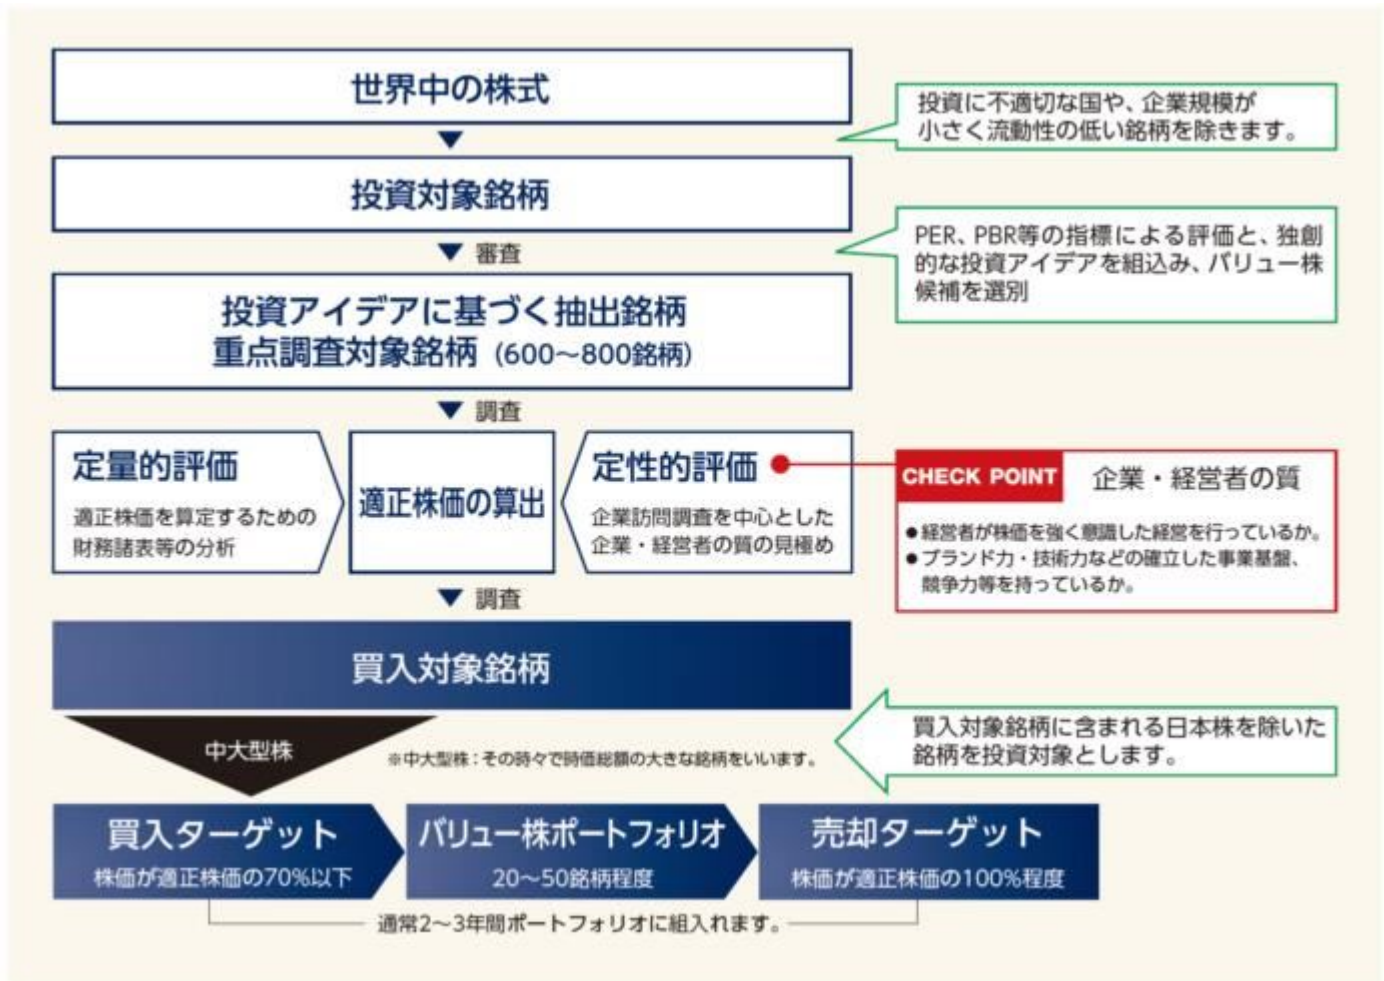 世界中の株式
投資に不適切な国や、企業規模が
小さく流動性の低い銘柄を除きます。
▼
投資対象銘柄
▼ 審査
PER、PBR等の指標による評価と、独創
的な投資アイデアを組込み、バリュー株
候補を選別
投資アイデアに基づく抽出銘柄
重点調査対象銘柄（600～800銘柄）
▼ 調査
定量的評価
適正株価を算定するための
財務諸表等の分析
適正株価の算出
定性的評価
企業訪問調査を中心とした
企業・経営者の質の見極め
CHECK POINT 企業・経営者の質
●経営者が株価を強く意識した経営を行っているか。
●ブランド力・技術力などの確立した事業基盤、
競争力等を持っているか。
▼ 調査
買入対象銘柄
中大型株
※中大型株：その時々で時価総額の大きな銘柄をいいます。
買入対象銘柄に含まれる日本株を除いた
銘柄を投資対象とします。
買入ターゲット
株価が適正株価の70%以下
バリュー株ポートフォリオ
20～50銘柄程度
売却ターゲット
株価が適正株価の100%程度
通常2～3年間ポートフォリオに組入れます。